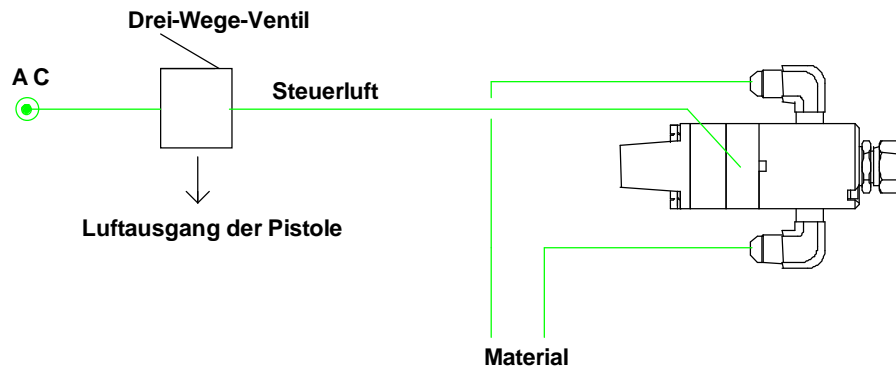 Drei-Wege-Ventil
A C
Steuerluft
Luftausgang der Pistole
Material